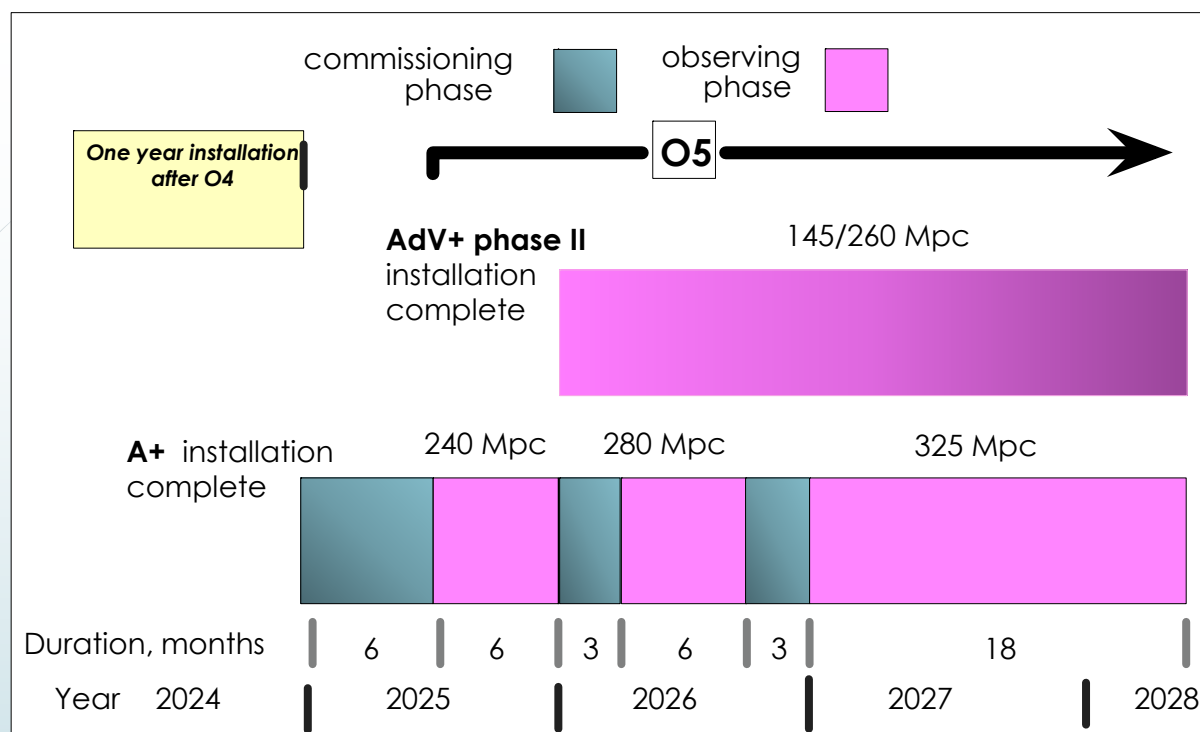 commissioning
phase
observing
phase
One year installation
after O4
O5
AdV+ phase II
installation
complete
145/260 Mpc
A+ installation
complete
240 Mpc
280 Mpc
325 Mpc
Duration, months
6
6
3
6
3
18
Year
2024
2025
2026
2027
2028